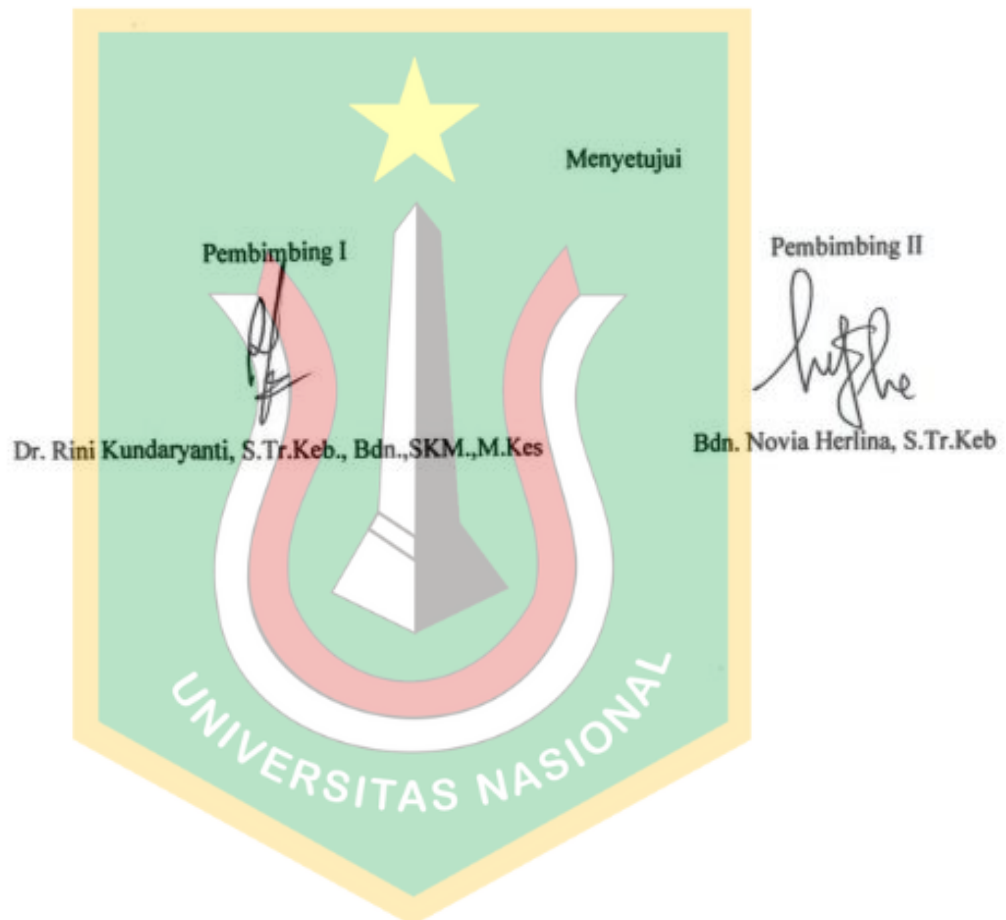 Menyetujui
Pembimbing I
Pembimbing II
Dr. Rini Kundaryanti, S.Tr.Keb., Bdn.,SKM.,M.Kes
Bdn. Novia Herlina, S.Tr.Keb
UNIVERSITAS NASIONAL